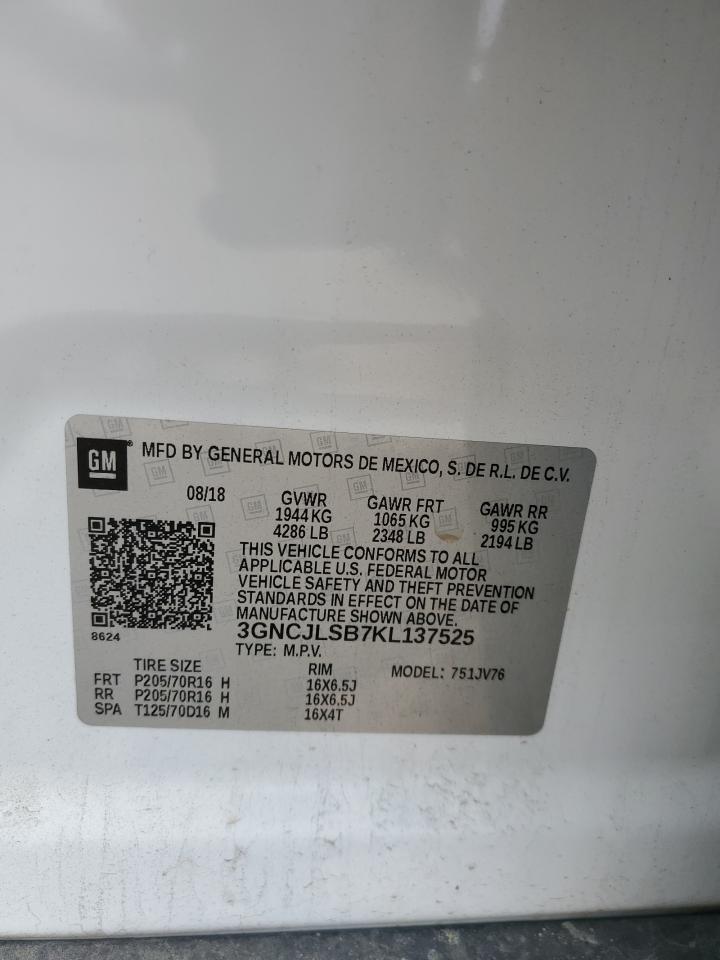 GM ® MFD BY GENERAL MOTORS DE MEXICO, S. DE R.L. DE C.V.
08/18 GVWR GAWR FRT GAWR RR
1944 KG 1065 KG 995 KG
4286 LB 2348 LB 2194 LB
THIS VEHICLE CONFORMS TO ALL
APPLICABLE U.S. FEDERAL MOTOR
VEHICLE SAFETY AND THEFT PREVENTION
STANDARDS IN EFFECT ON THE DATE OF
MANUFACTURE SHOWN ABOVE.
8624 3GNCJLSB7KL137525
TYPE: M.P.V.
TIRE SIZE RIM MODEL: 751JV76
FRT P205/70R16 H 16X6.5J
RR P205/70R16 H 16X6.5J
SPA T125/70D16 M 16X4T